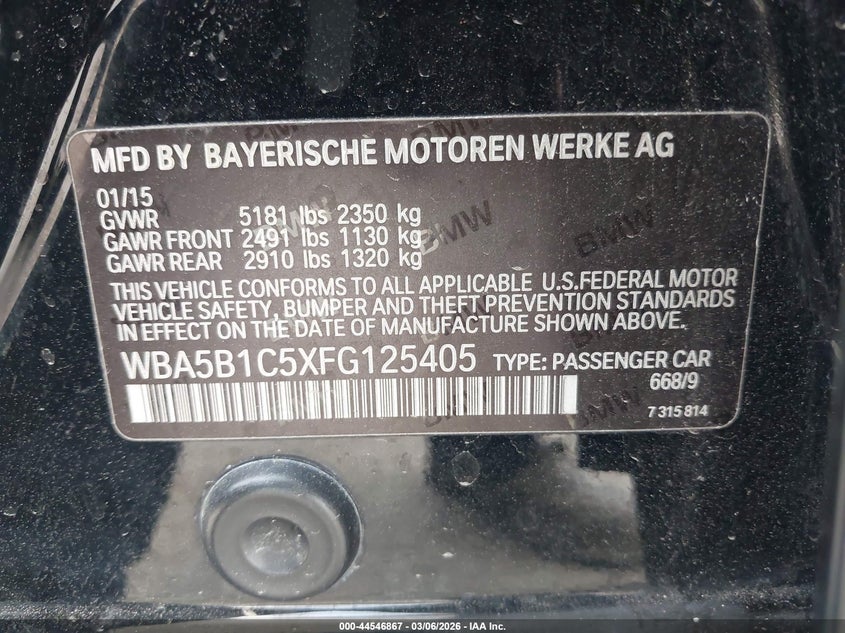 MFD BY BAYERISCHE MOTOREN WERKE AG
01/15
GVWR 5181 lbs 2350 kg
GAWR FRONT 2491 lbs 1130 kg
GAWR REAR 2910 lbs 1320 kg
THIS VEHICLE CONFORMS TO ALL APPLICABLE U.S.FEDERAL MOTOR
VEHICLE SAFETY, BUMPER AND THEFT PREVENTION STANDARDS
IN EFFECT ON THE DATE OF MANUFACTURE SHOWN ABOVE.
WBA5B1C5XFG125405 TYPE: PASSENGER CAR
668/9
7 315 814
000-44546867 - 03/06/2026 - IAA Inc.